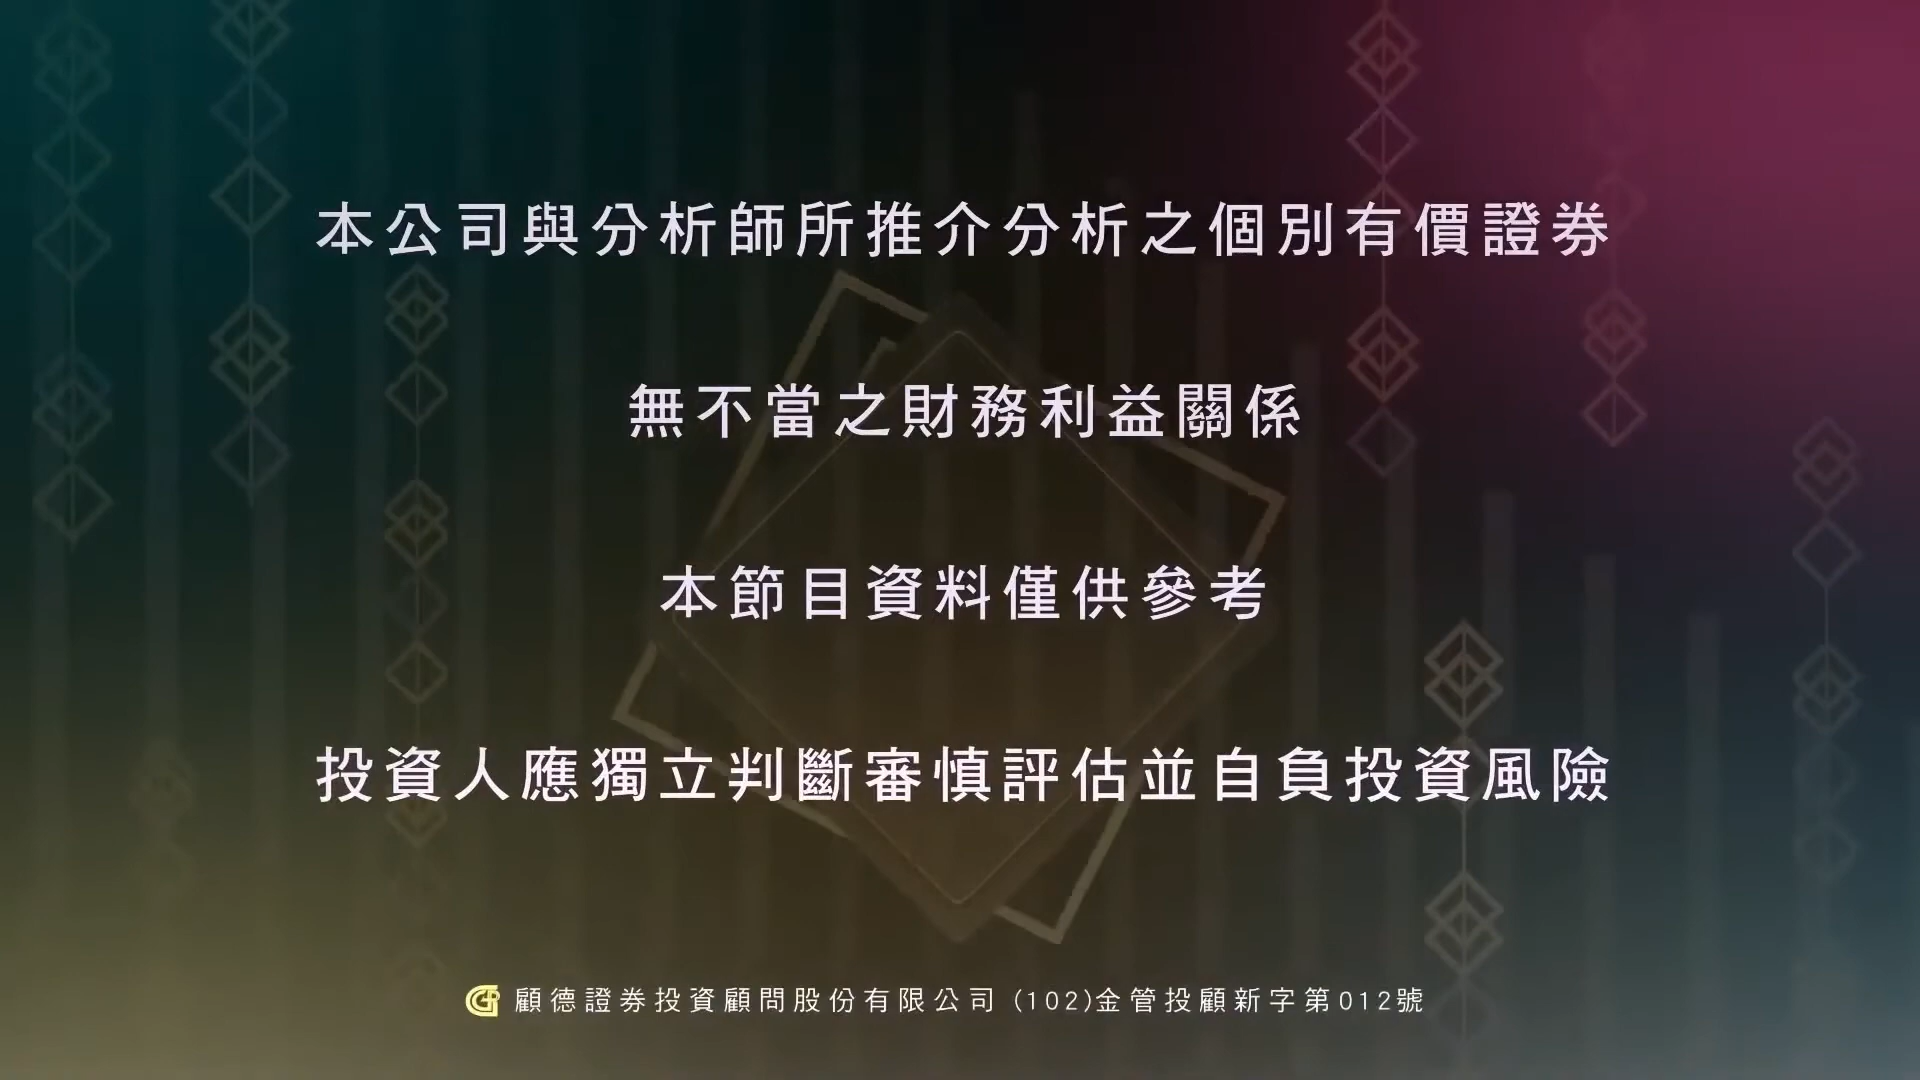 本公司與分析師所推介分析之個別有價證券
無不當之財務利益關係
本節目資料僅供參考
投資人應獨立判斷審慎評估並自負投資風險
顧德證券投資顧問股份有限公司 (102)金管投顧新字第012號